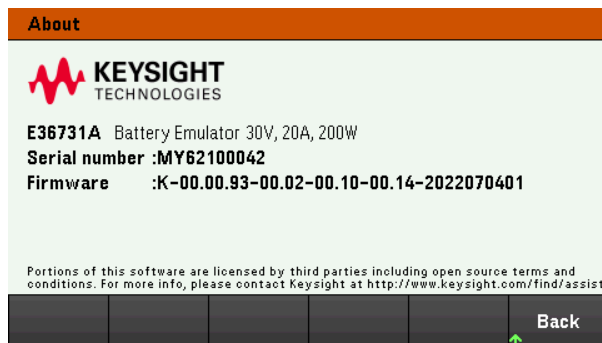 About
KEYSIGHT
TECHNOLOGIES
E36731A Battery Emulator 30V, 20A, 200W
Serial number :MY62100042
Firmware :K-00.00.93-00.02-00.10-00.14-2022070401
Portions of this software are licensed by third parties including open source terms and
conditions. For more info, please contact Keysight at http://www.keysight.com/find/assist
Back